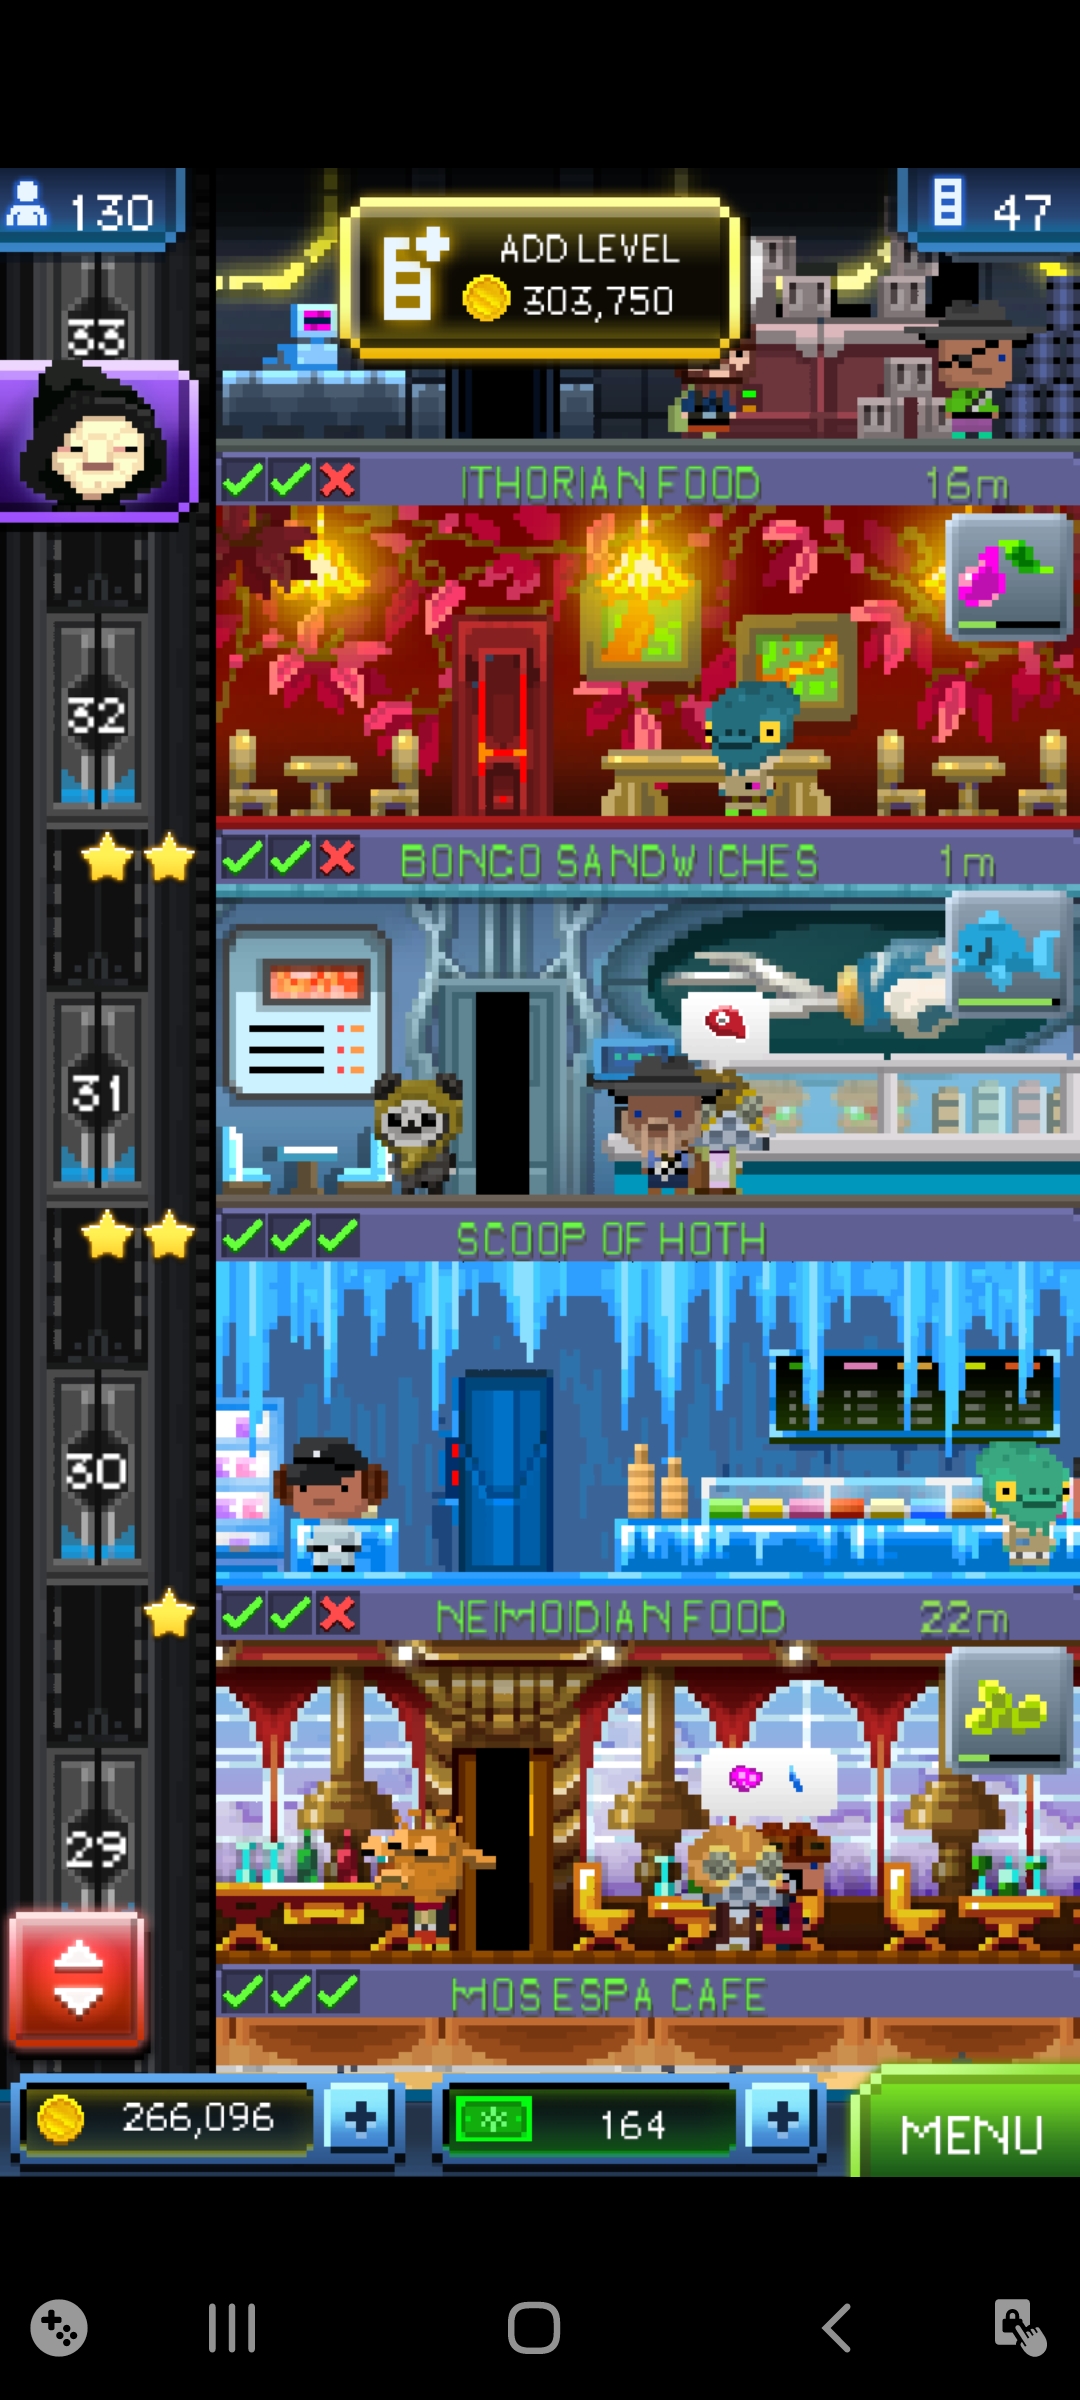 130
ADD LEVEL
303,750
47
33
ITHORIAN FOOD 16m
32
BONGO SANDWICHES 1m
31
SCOOP OF HOTH
30
NEIMOIDIAN FOOD 22m
29
MOS ESPA CAFE
266,096
164
MENU